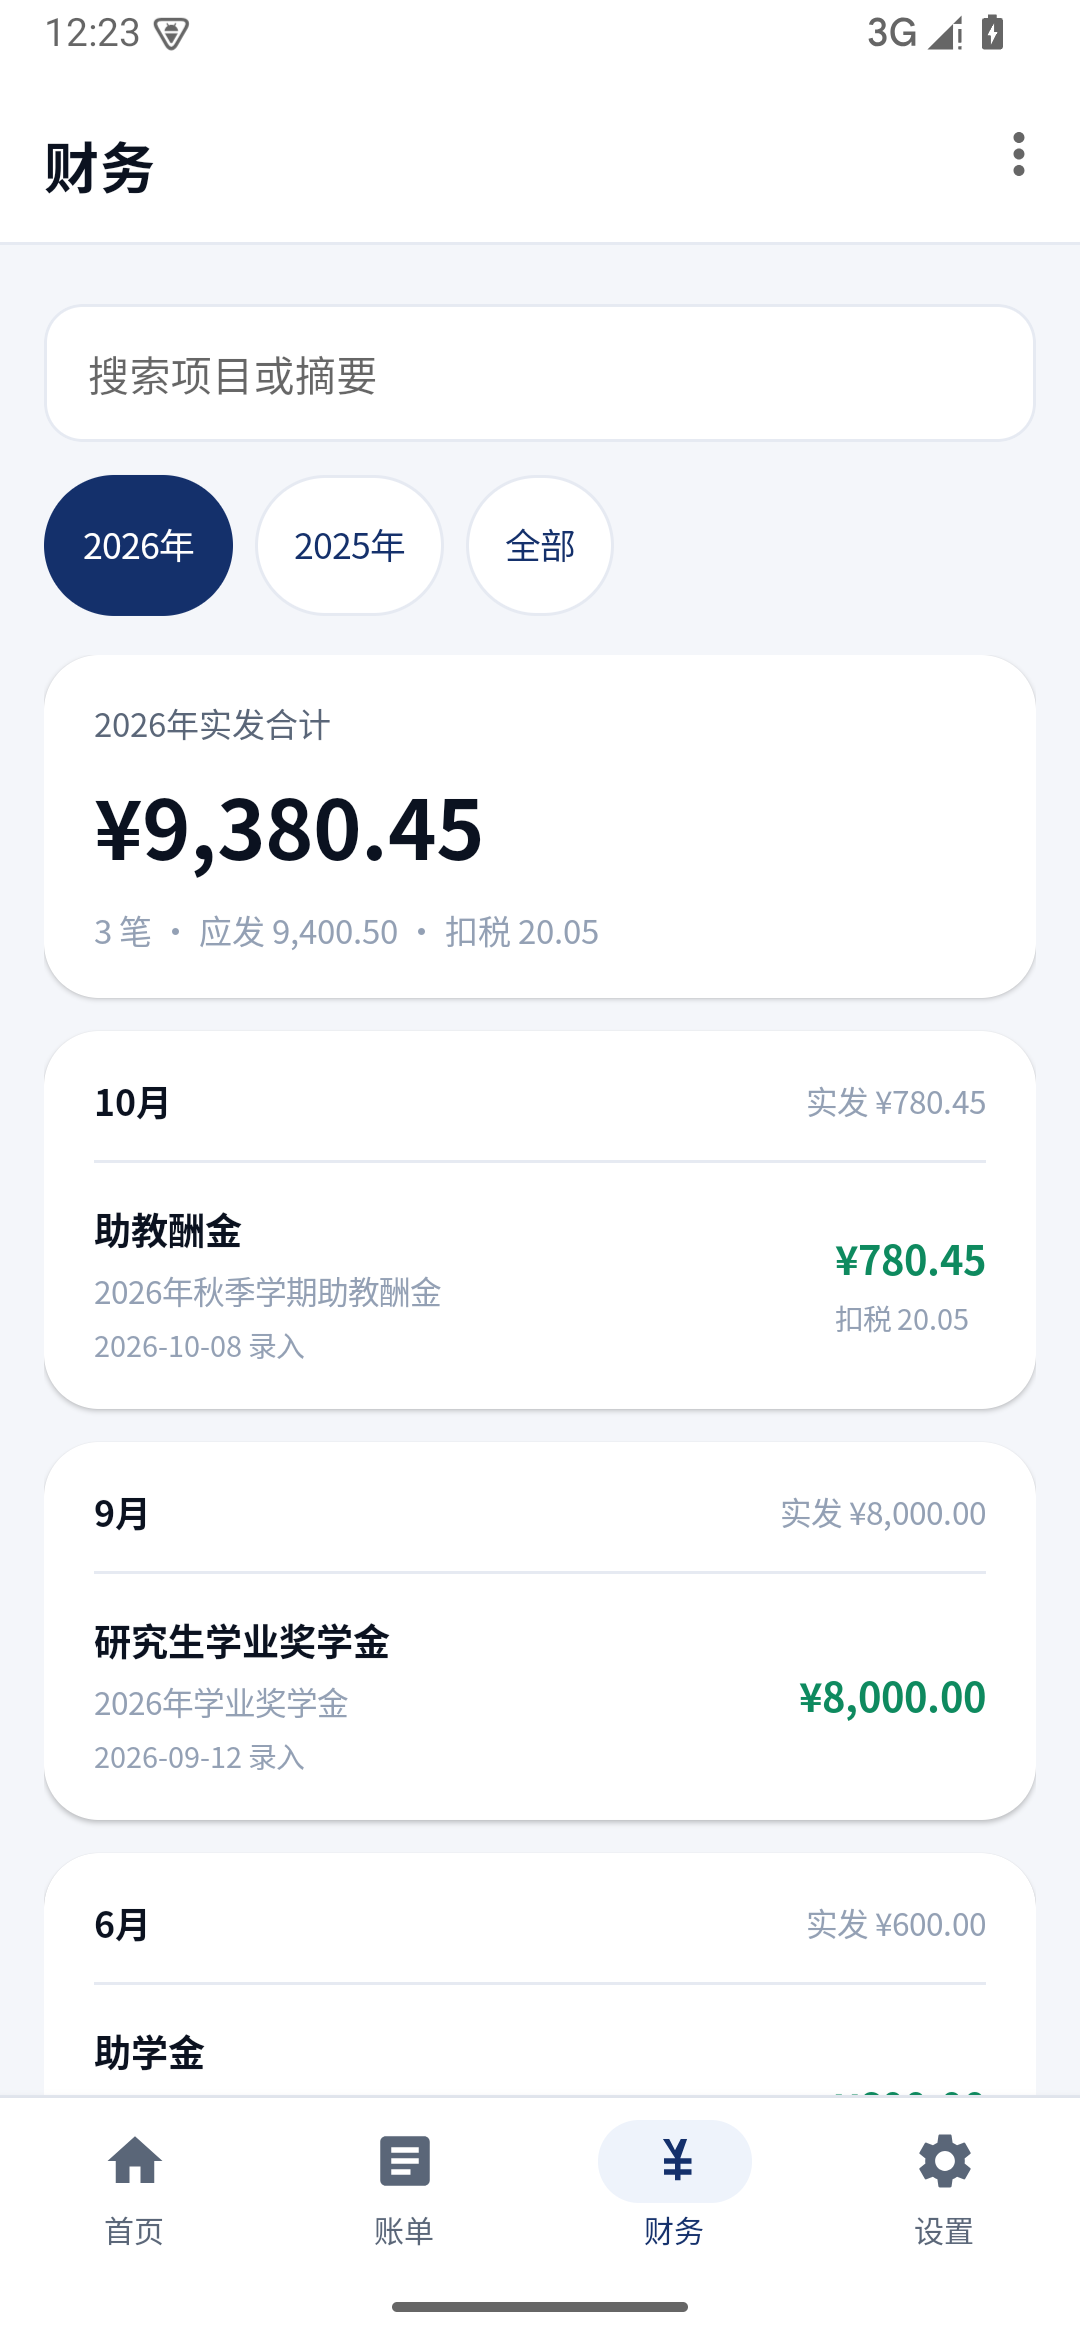 12:23
3G
财务
搜索项目或摘要
2026年
2025年
全部
2026年实发合计
¥9,380.45
3 笔 · 应发 9,400.50 · 扣税 20.05
10月
实发 ¥780.45
助教酬金
2026年秋季学期助教酬金
2026-10-08 录入
¥780.45
扣税 20.05
9月
实发 ¥8,000.00
研究生学业奖学金
2026年学业奖学金
2026-09-12 录入
¥8,000.00
6月
实发 ¥600.00
助学金
首页
账单
财务
设置